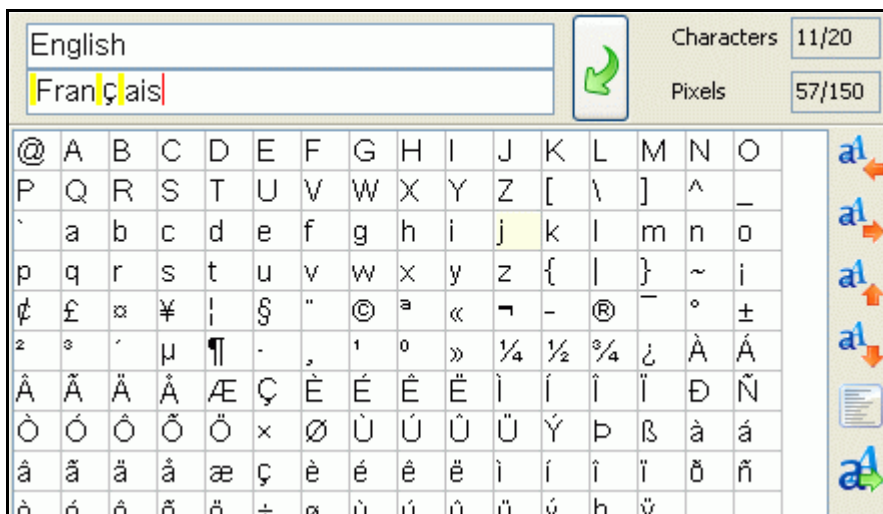 English
Français
Characters 11/20
Pixels 57/150
@ A B C D E F G H I J K L M N O
P Q R S T U V W X Y Z [ \ ] ^ _
` a b c d e f g h i j k l m n o
p q r s t u v w x y z { | } ~ ¡
¢ £ ¤ ¥ ¦ § ¨ © ª « ¬ - ® ¯ ° ±
² ³ ´ µ ¶ · ¸ ¹ º » ¼ ½ ¾ ¿ À Á
Â Ã Ä Å Æ Ç È É Ê Ë Ì Í Î Ï Ð Ñ
Ò Ó Ô Õ Ö × Ø Ù Ú Û Ü Ý Þ ß à á
â ã ä å æ ç è é ê ë ì í î ï ð ñ
ò ó ô õ ö ÷ ø ù ú û ü ý þ ÿ